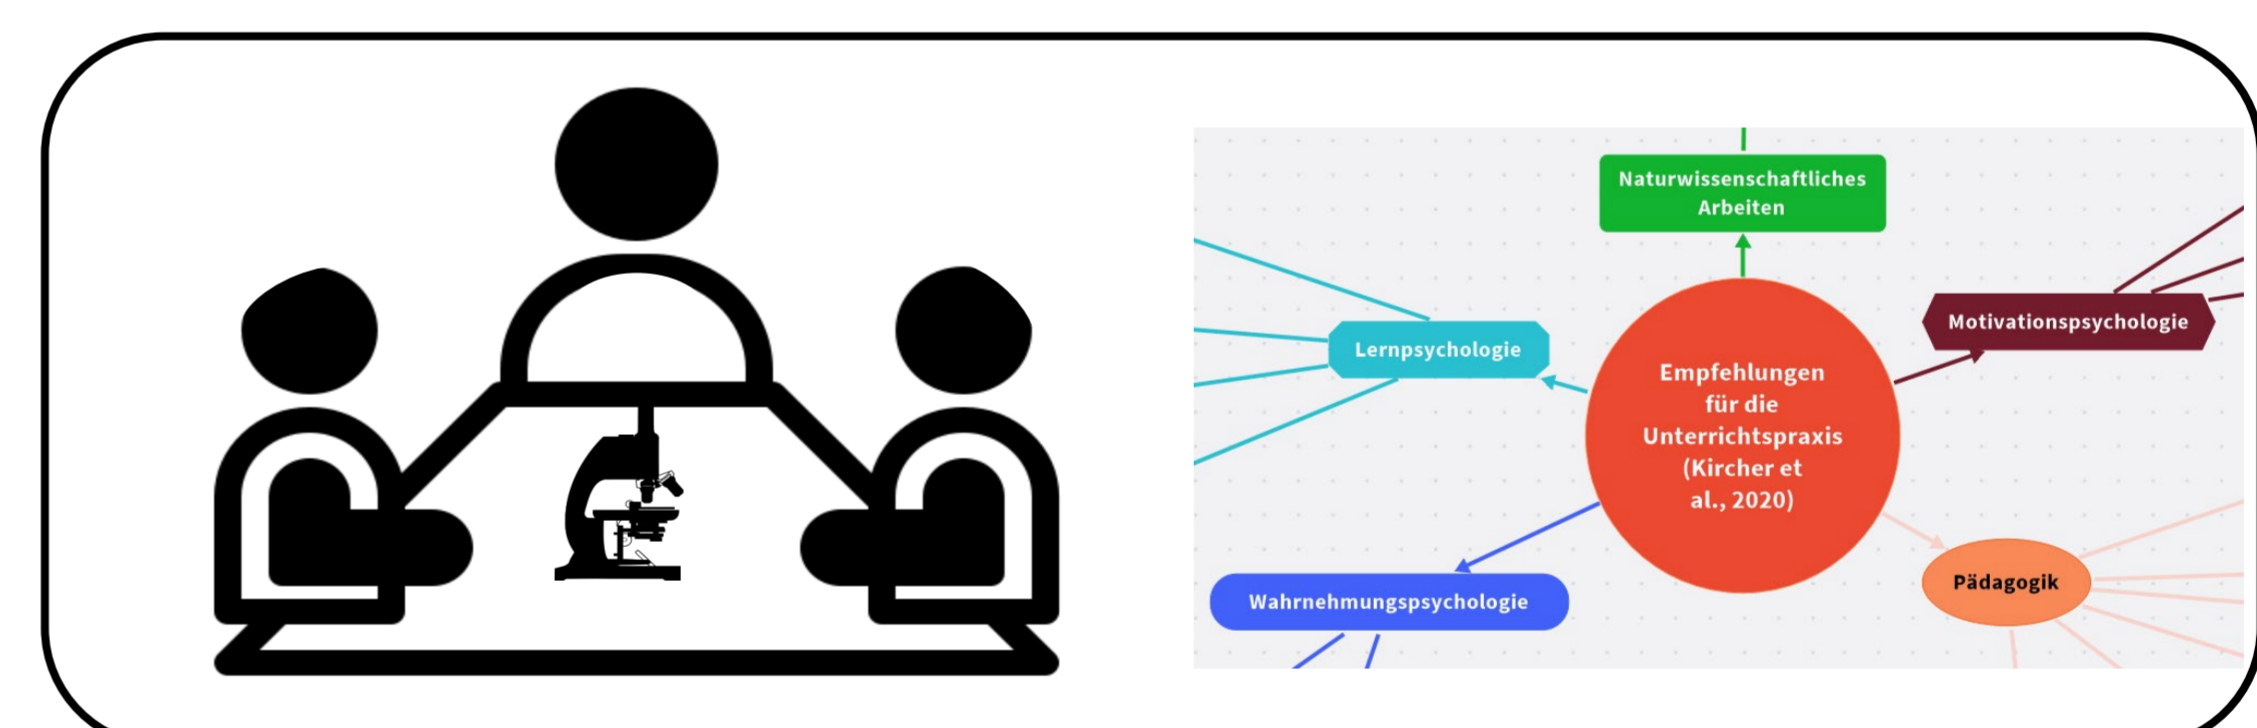 Naturwissenschaftliches
Arbeiten
Motivationspsychologie
Lernpsychologie
Empfehlungen
für die
Unterrichtspraxis
(Kircher et
al., 2020)
Pädagogik
Wahrnehmungspsychologie